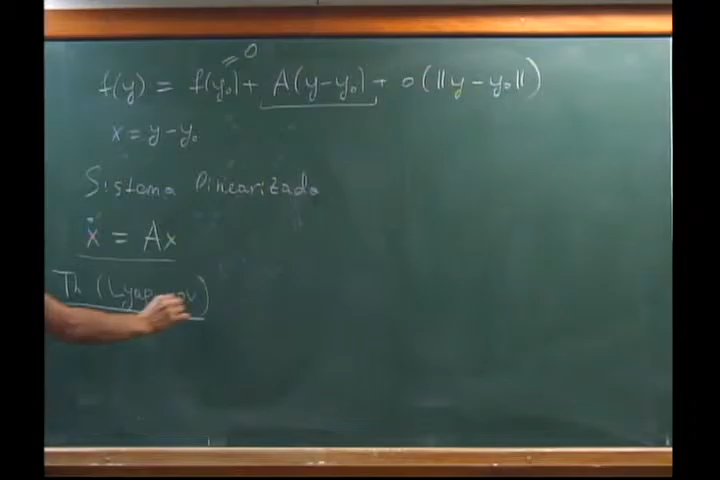 = 0
f(y) = f(y₀) + A(y-y₀) + o(||y-y₀||)
x = y-y₀
Sistema linearizado
ẋ = Ax
Th (Lyapunov)